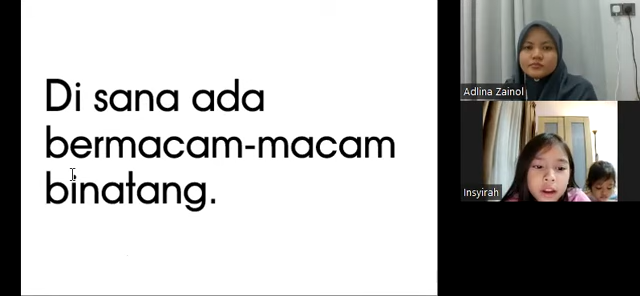 Di sana ada
bermacam-macam
binatang.
Adlina Zainol
Insyirah